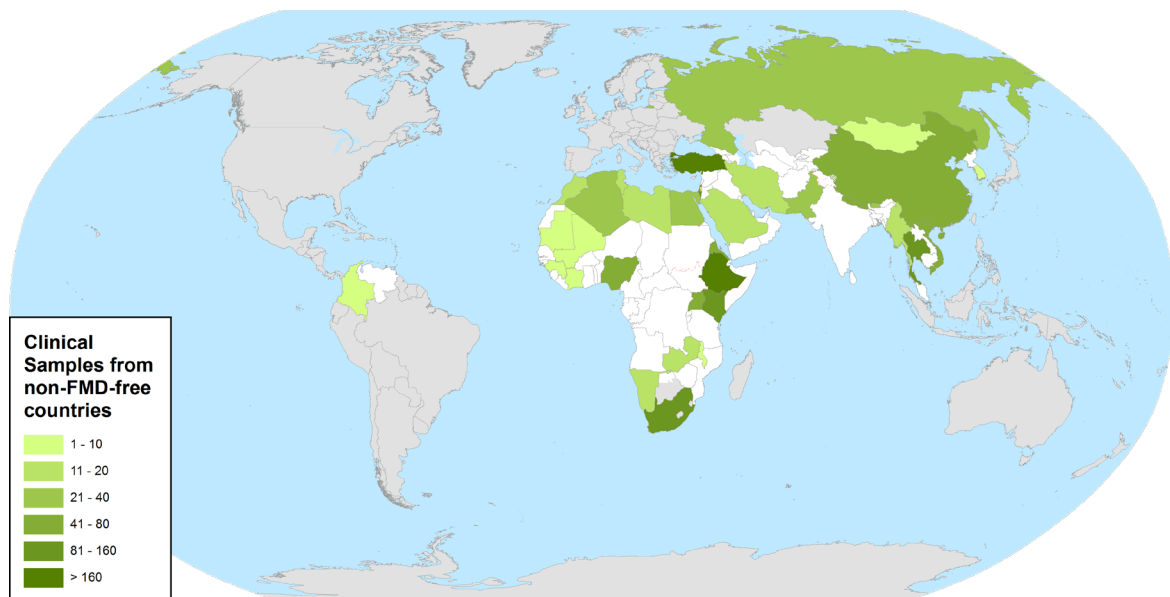 Clinical
Samples from
non-FMD-free
countries
1 - 10
11 - 20
21 - 40
41 - 80
81 - 160
> 160